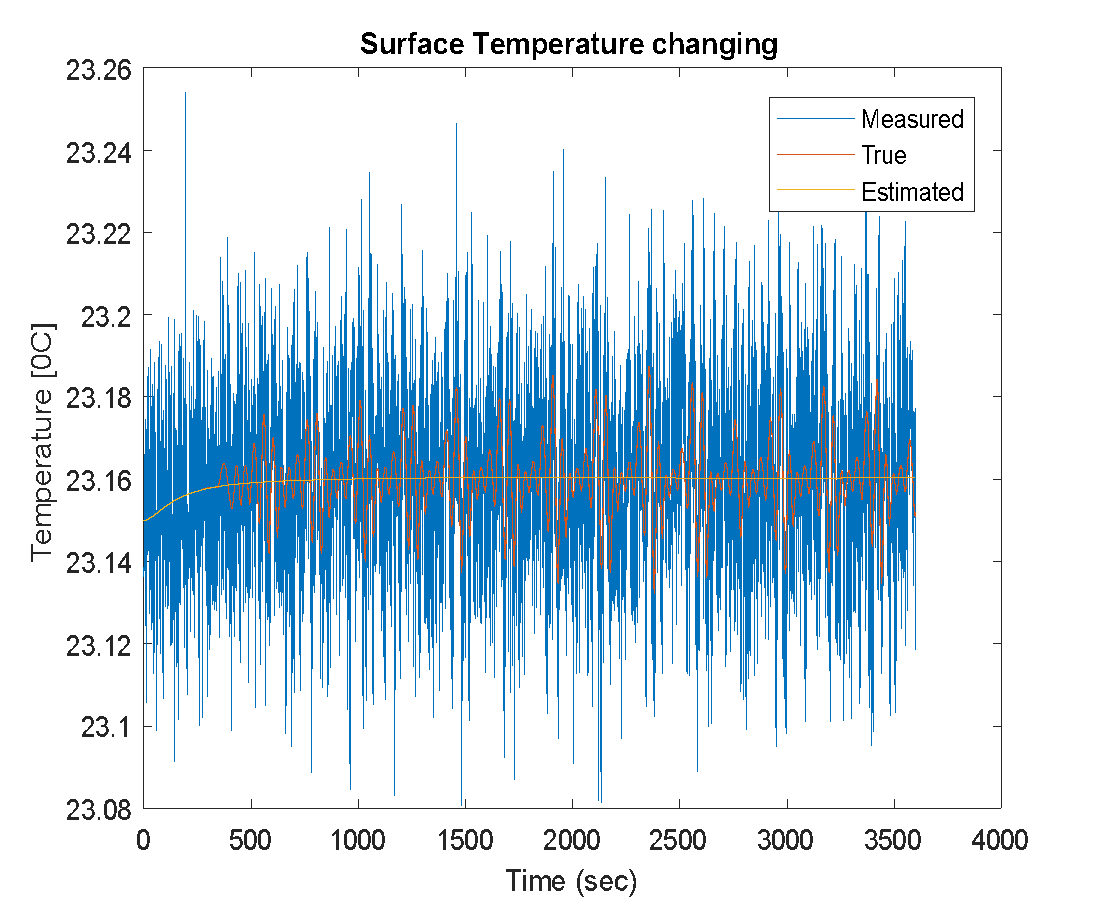 Surface Temperature changing
23.26
23.24
23.22
23.2
23.18
23.16
23.14
23.12
23.1
23.08
Temperature [0C]
Measured
True
Estimated
0 500 1000 1500 2000 2500 3000 3500 4000
Time (sec)